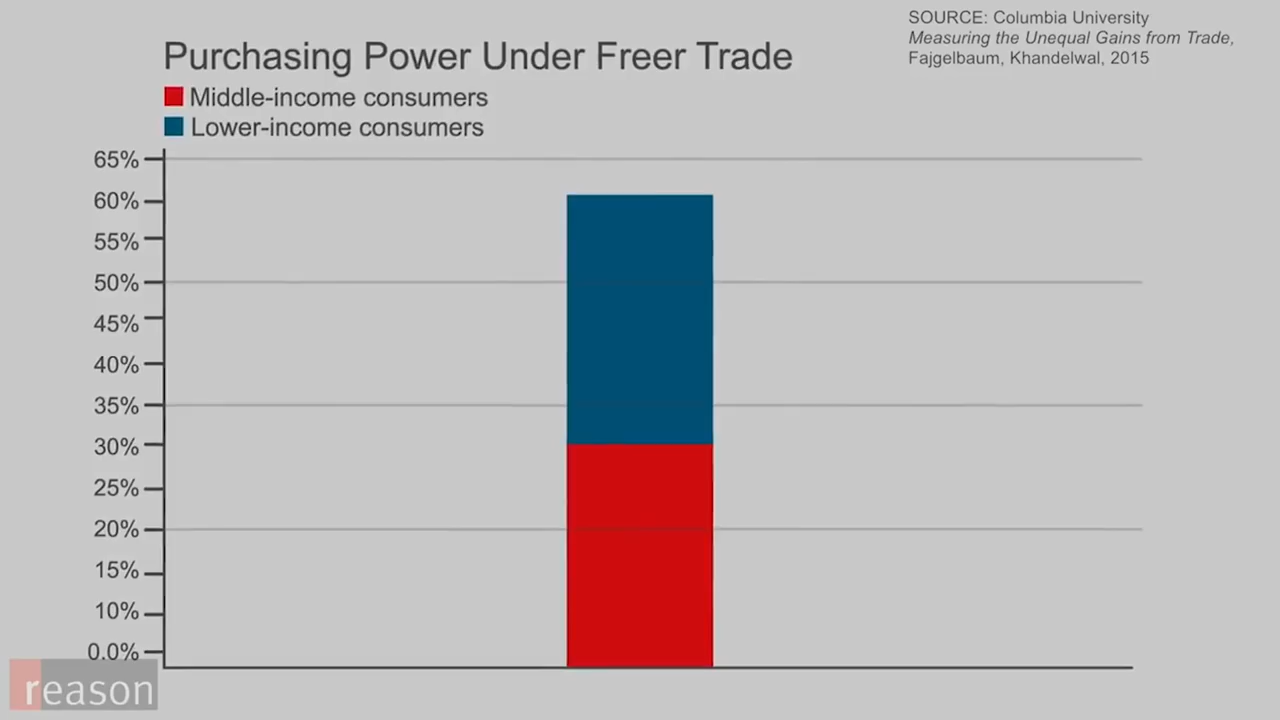 SOURCE: Columbia University
Measuring the Unequal Gains from Trade,
Fajgelbaum, Khandelwal, 2015
Purchasing Power Under Freer Trade
Middle-income consumers
Lower-income consumers
65%
60%
55%
50%
45%
40%
35%
30%
25%
20%
15%
10%
0.0%
reason